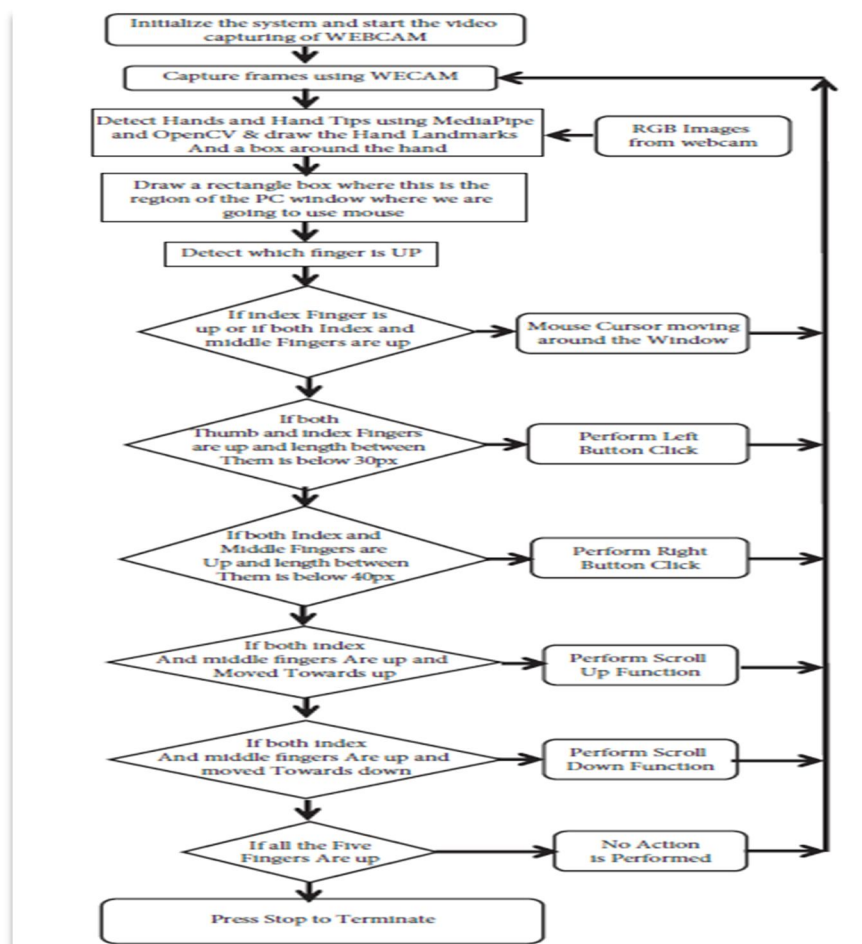 Initialize the system and start the video
capturing of WEBCAM
Capture frames using WECAM
Detect Hands and Hand Tips using MediaPipe
and OpenCV & draw the Hand Landmarks
And a box around the hand
RGB Images
from webcam
Draw a rectangle box where this is the
region of the PC window where we are
going to use mouse
Detect which finger is UP
If index Finger is
up or if both Index and
middle Fingers are up
Mouse Cursor moving
around the Window
If both
Thumb and index Fingers
are up and length between
Them is below 30px
Perform Left
Button Click
If both Index and
Middle Fingers are
Up and length between
Them is below 40px
Perform Right
Button Click
If both index
And middle fingers Are up and
Moved Towards up
Perform Scroll
Up Function
If both index
And middle fingers Are up and
moved Towards down
Perform Scroll
Down Function
If all the Five
Fingers Are up
No Action
is Performed
Press Stop to Terminate